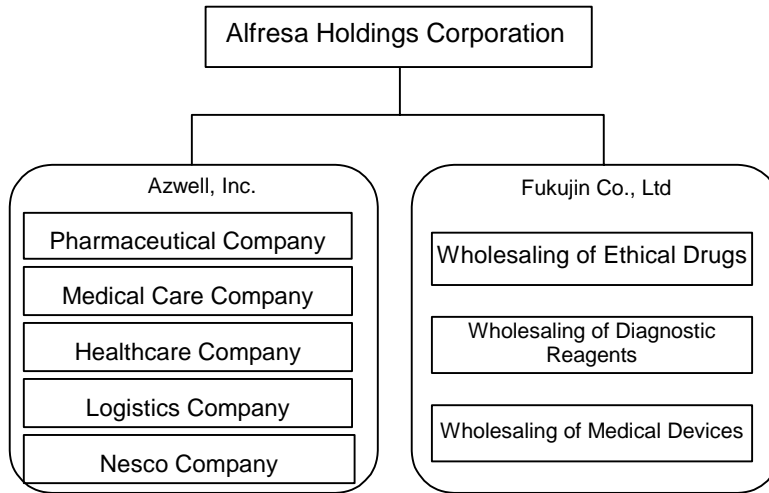 Alfresa Holdings Corporation
Azwell, Inc.
Pharmaceutical Company
Medical Care Company
Healthcare Company
Logistics Company
Nesco Company
Fukujin Co., Ltd
Wholesaling of Ethical Drugs
Wholesaling of Diagnostic
Reagents
Wholesaling of Medical Devices